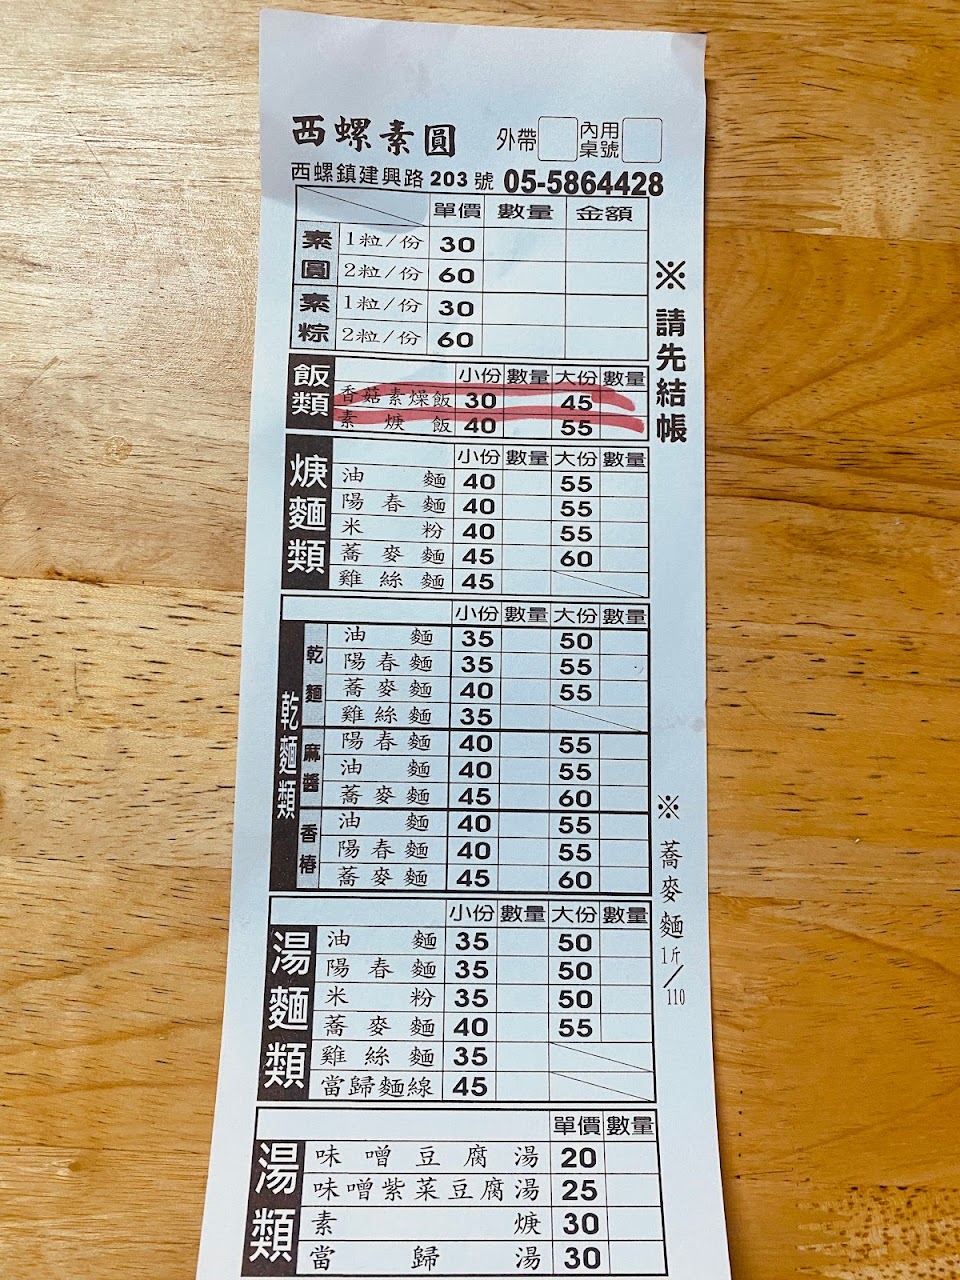 西螺素圓 外帶 內用桌號
西螺鎮建興路203號 05-5864428
單價 數量 金額
素圓 1粒/份 30
2粒/份 60
素粽 1粒/份 30
2粒/份 60
※請先結帳
飯類 小份 數量 大份 數量
香菇素燥飯 30 45
素焿飯 40 55
焿麵類 小份 數量 大份 數量
油麵 40 55
陽春麵 40 55
米粉 40 55
蕎麥麵 45 60
雞絲麵 45
乾麵類 小份 數量 大份 數量
乾麵 油麵 35 50
陽春麵 35 55
蕎麥麵 40 55
雞絲麵 35
麻醬 陽春麵 40 55
油麵 40 55
蕎麥麵 45 60
香椿 油麵 40 55
陽春麵 40 55
蕎麥麵 45 60
※蕎麥麵1斤/110
湯麵類 小份 數量 大份 數量
油麵 35 50
陽春麵 35 50
米粉 35 50
蕎麥麵 40 55
雞絲麵 35
當歸麵線 45
湯類 單價 數量
味噌豆腐湯 20
味噌紫菜豆腐湯 25
素焿 30
當歸湯 30